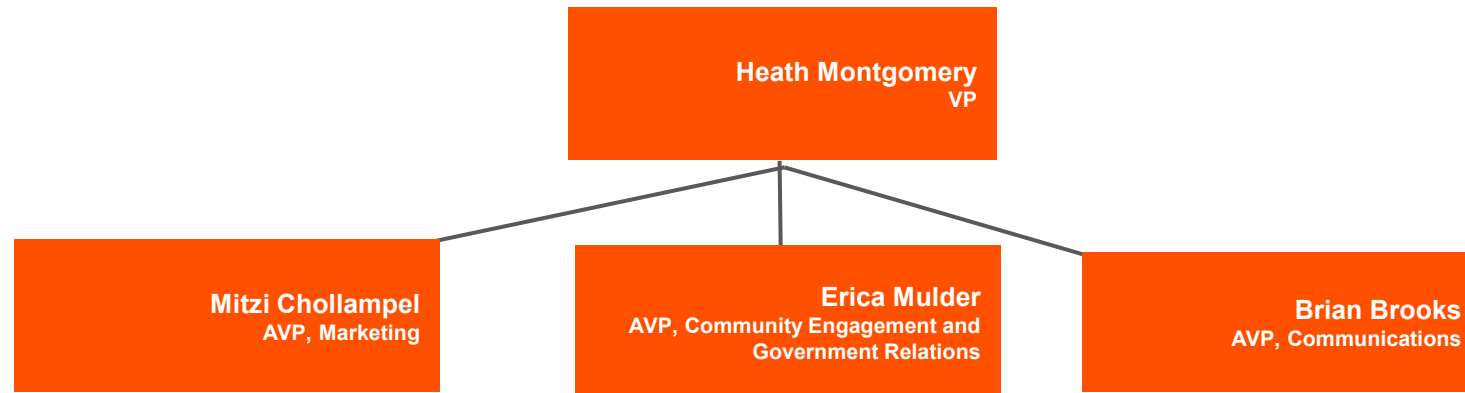 Heath Montgomery
VP
Mitzi Chollampel
AVP, Marketing
Erica Mulder
AVP, Community Engagement and
Government Relations
Brian Brooks
AVP, Communications